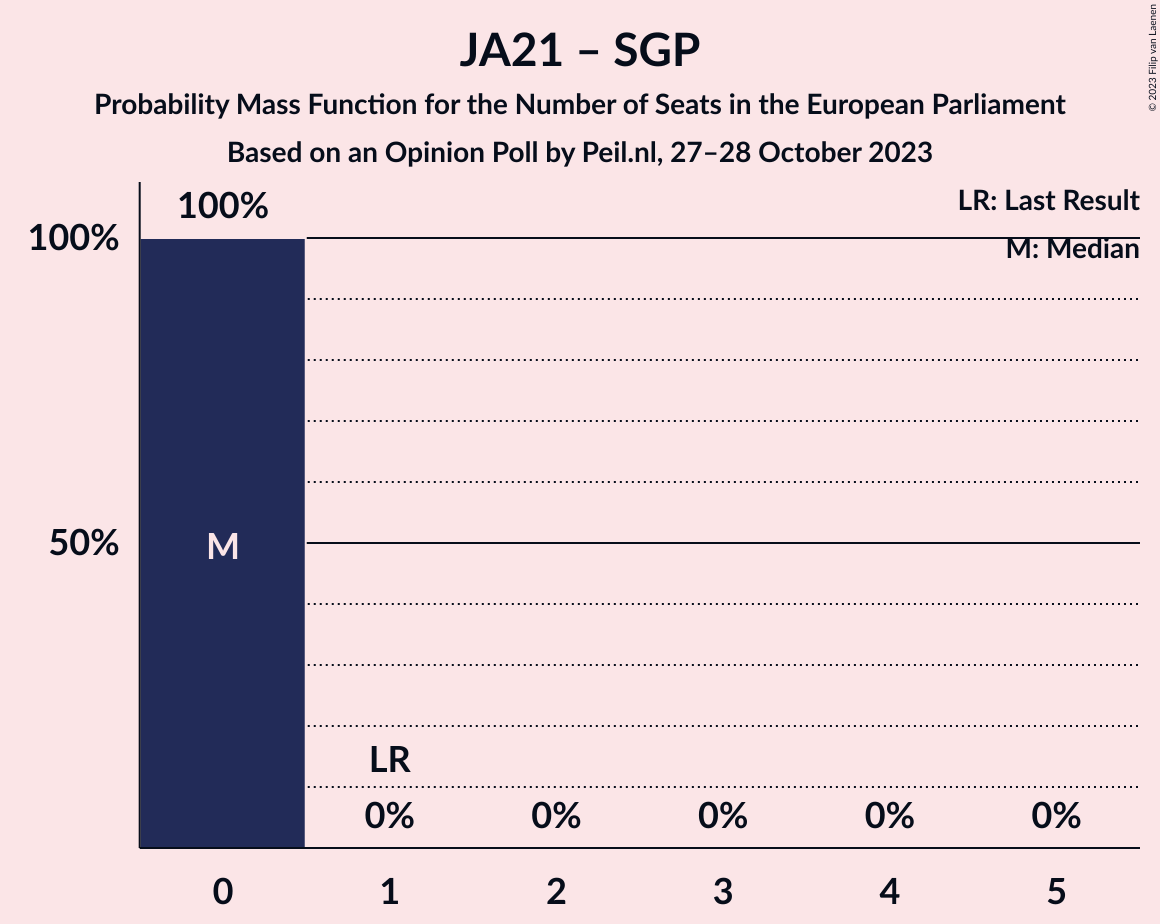 JA21 – SGP
Probability Mass Function for the Number of Seats in the European Parliament
Based on an Opinion Poll by Peil.nl, 27–28 October 2023
© 2023 Filip van Laenen
LR: Last Result
M: Median
100%
100%
50%
M
LR
0%
0%
0%
0%
0%
0
1
2
3
4
5